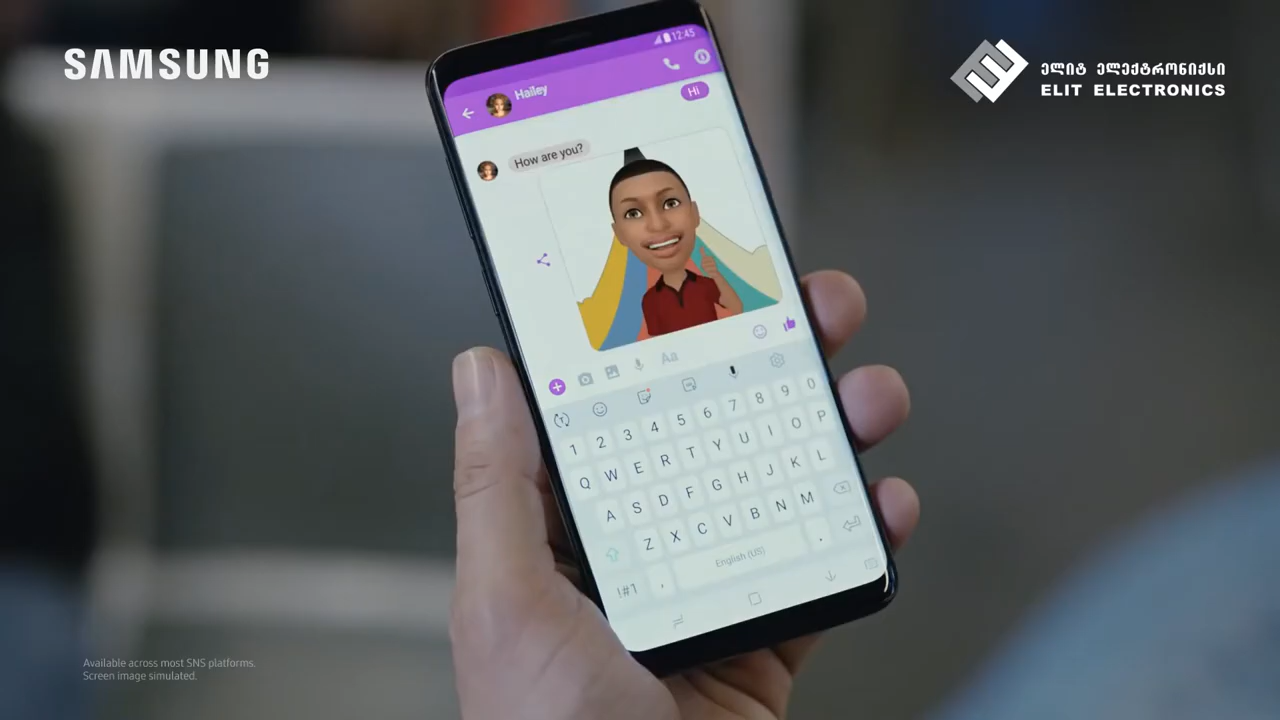 SAMSUNG
ელიტ ელექტრონიქსი
ELIT ELECTRONICS
12:45
Hailey
Hi
How are you?
Aa
1 2 3 4 5 6 7 8 9 0
Q W E R T Y U I O P
A S D F G H J K L
Z X C V B N M
!#1 , English (US) .
Available across most SNS platforms.
Screen image simulated.